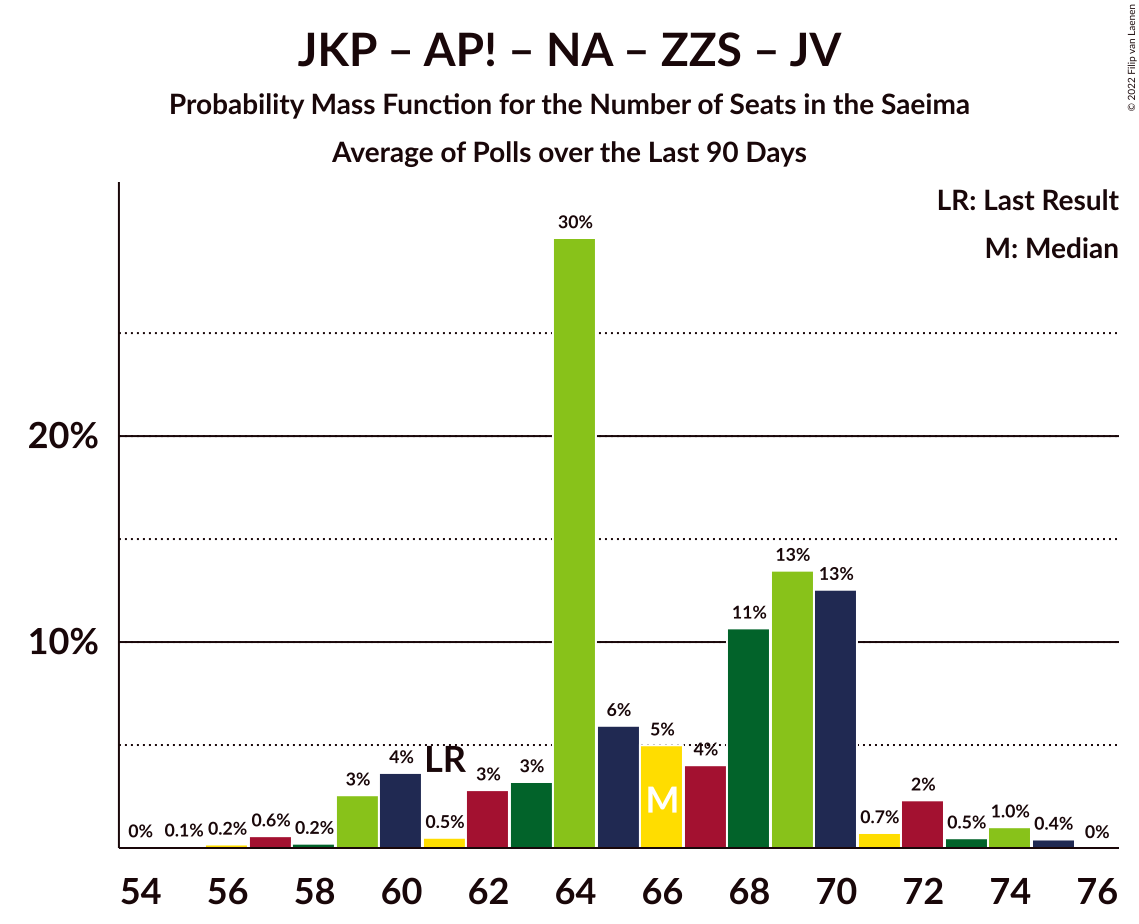 JKP – AP! – NA – ZZS – JV
Probability Mass Function for the Number of Seats in the Saeima
Average of Polls over the Last 90 Days
© 2022 Filip van Laenen
LR: Last Result
M: Median
20%
10%
0%
0.1%
0.2%
0.6%
0.2%
3%
4%
0.5%
LR
3%
3%
30%
6%
5%
M
4%
11%
13%
13%
0.7%
2%
0.5%
1.0%
0.4%
0%
54 56 58 60 62 64 66 68 70 72 74 76